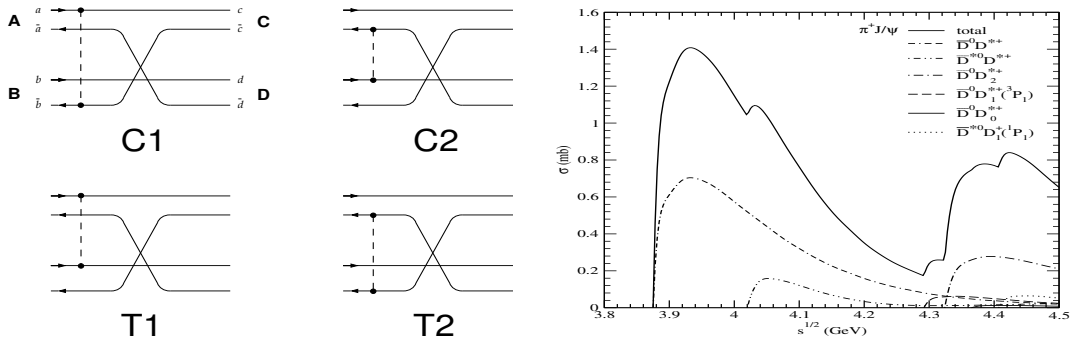 A a c C
ā c̄
b d
B b̄ d̄ D
C1 C2
T1 T2
π⁺J/ψ
total
D̅⁰D*⁺
D̅*⁰D*⁺
D̅⁰D₂*⁺
D̅⁰D₁*⁺(³P₁)
D̅⁰D₀*⁺
D̅*⁰D₁⁺(¹P₁)
σ (mb)
1.6
1.4
1.2
1
0.8
0.6
0.4
0.2
0
3.8 3.9 4 4.1 4.2 4.3 4.4 4.5
s^{1/2} (GeV)